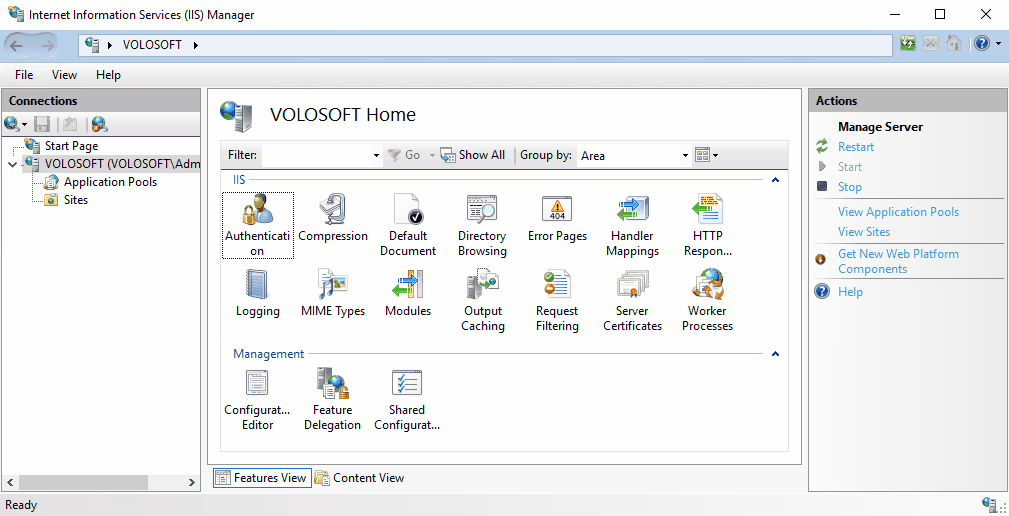 Internet Information Services (IIS) Manager
VOLOSOFT
File View Help
Connections
Start Page
VOLOSOFT (VOLOSOFT\Adm
Application Pools
Sites
VOLOSOFT Home
Filter: Go Show All Group by: Area
IIS
Authenticati
on
Compression
Default
Document
Directory
Browsing
404
Error Pages
Handler
Mappings
HTTP
Respon...
Logging
MIME Types
Modules
Output
Caching
Request
Filtering
Server
Certificates
Worker
Processes
Management
Configurat...
Editor
Feature
Delegation
Shared
Configurat...
Features View Content View
Actions
Manage Server
Restart
Start
Stop
View Application Pools
View Sites
Get New Web Platform
Components
Help
Ready